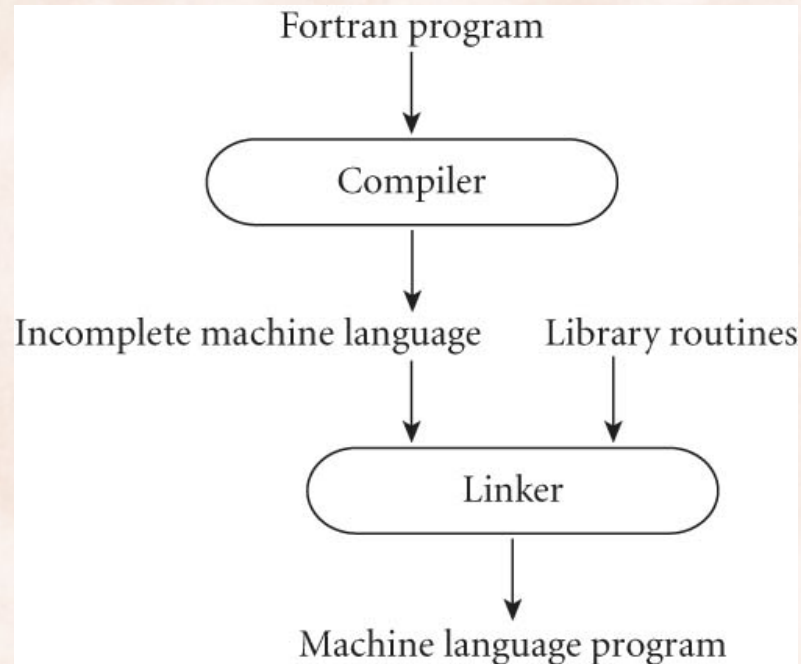 Fortran program
Compiler
Incomplete machine language
Library routines
Linker
Machine language program